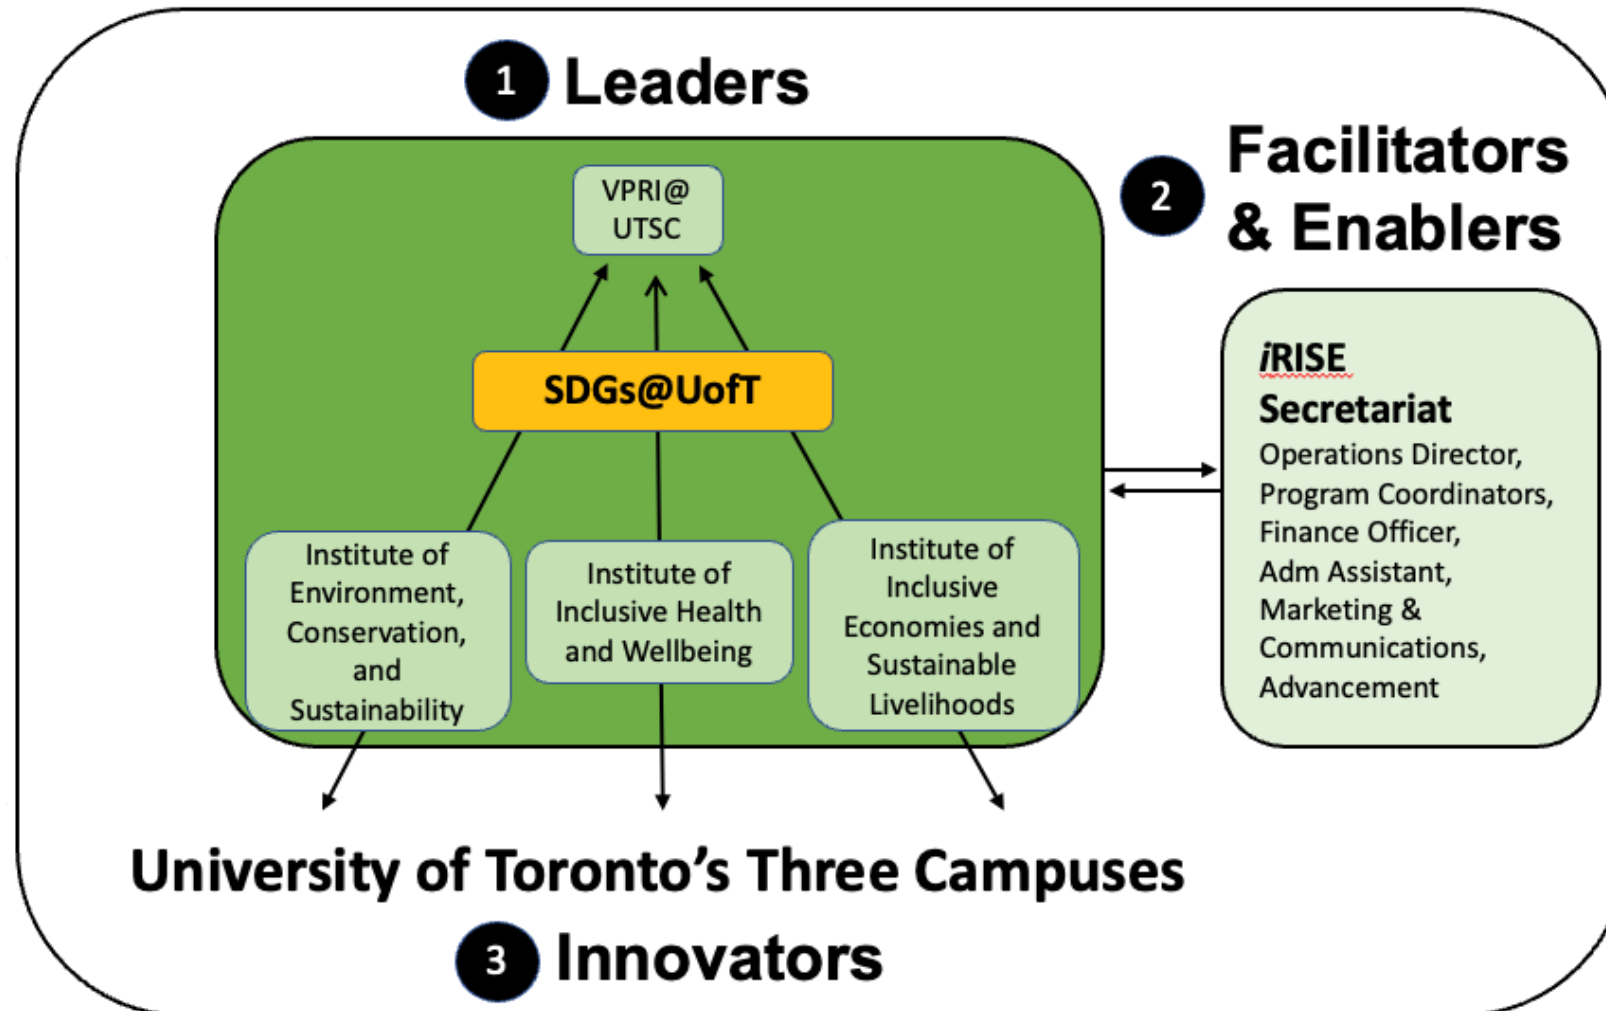 1 Leaders
VPRI@
UTSC
SDGs@UofT
Institute of
Environment,
Conservation,
and
Sustainability
Institute of
Inclusive Health
and Wellbeing
Institute of
Inclusive
Economies and
Sustainable
Livelihoods
2 Facilitators
& Enablers
iRISE
Secretariat
Operations Director,
Program Coordinators,
Finance Officer,
Adm Assistant,
Marketing &
Communications,
Advancement
University of Toronto’s Three Campuses
3 Innovators